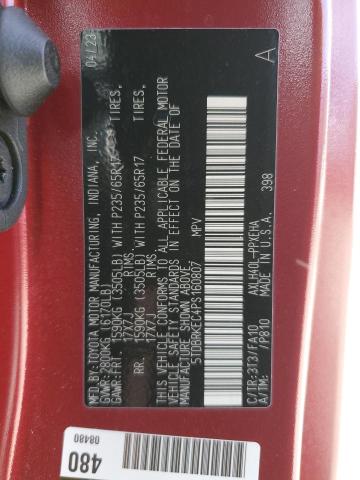 MFD.BY:TOYOTA MOTOR MANUFACTURING, INDIANA, INC. 04/23
GVWR: 2800KG (6170LB)
GAWR:FRT. 1590KG (3505LB) WITH P235/65R17 TIRES,
17X7J RIMS
RR. 1590KG (3505LB) WITH P235/65R17 TIRES,
17X7J RIMS
THIS VEHICLE CONFORMS TO ALL APPLICABLE FEDERAL MOTOR
VEHICLE SAFETY STANDARDS IN EFFECT ON THE DATE OF
MANUFACTURE SHOWN ABOVE.
5TDBRKEC4PS160807 MPV
C/TR:3T3/FA10 AXLH40L-PPXEHA A
A/TM: /P810 MADE IN U.S.A. 398
480
08480